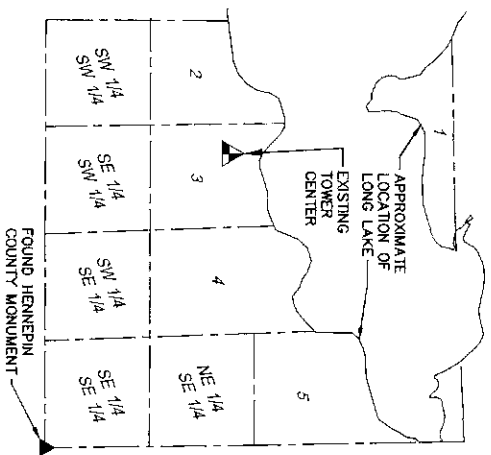 1
APPROXIMATE
LOCATION OF
LONG LAKE
EXISTING
TOWER
CENTER
2
3
4
5
NE 1/4
SE 1/4
SW 1/4
SW 1/4
SE 1/4
SW 1/4
SW 1/4
SE 1/4
SE 1/4
SE 1/4
FOUND HENNEPIN
COUNTY MONUMENT